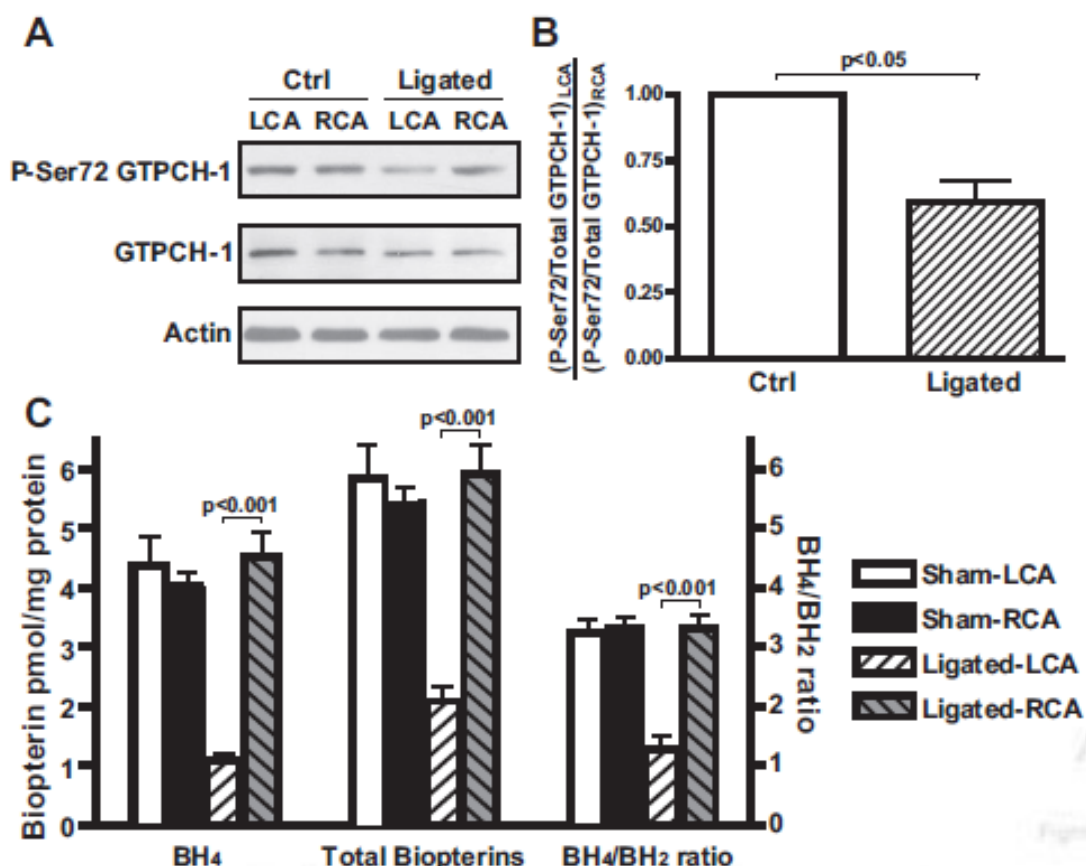 A
Ctrl Ligated
LCA RCA LCA RCA
P-Ser72 GTPCH-1
GTPCH-1
Actin
B
(P-Ser72/Total GTPCH-1)LCA
(P-Ser72/Total GTPCH-1)RCA
p<0.05
1.00
0.75
0.50
0.25
0.00
Ctrl Ligated
C
Biopterin pmol/mg protein
6
5
4
3
2
1
0
p<0.001
p<0.001
p<0.001
6
5
4
3
2
1
0
BH4/BH2 ratio
BH4 Total Biopterins BH4/BH2 ratio
Sham-LCA
Sham-RCA
Ligated-LCA
Ligated-RCA